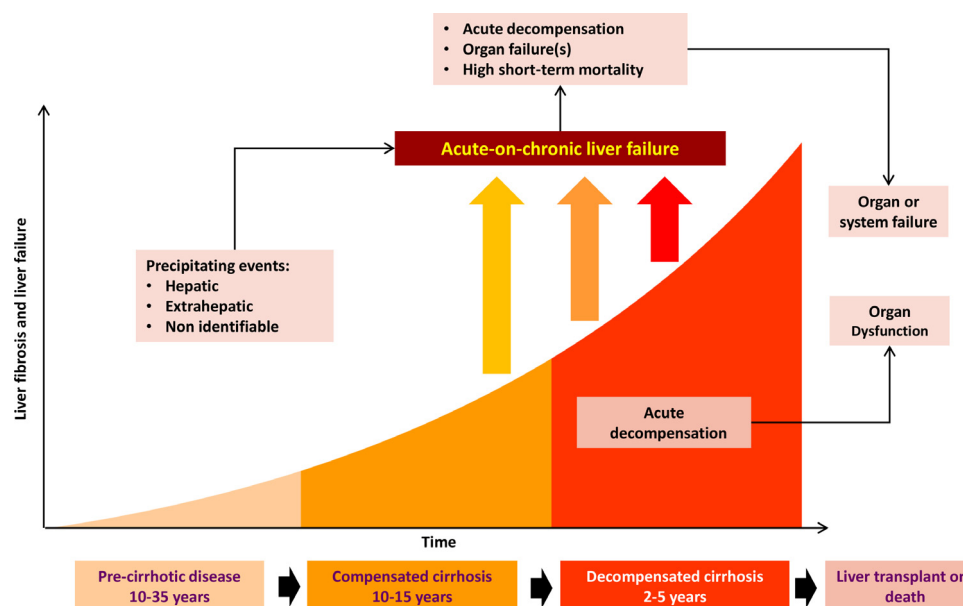 • Acute decompensation
• Organ failure(s)
• High short-term mortality
Acute-on-chronic liver failure
Organ or
system failure
Precipitating events:
• Hepatic
• Extrahepatic
• Non identifiable
Organ
Dysfunction
Acute
decompensation
Liver fibrosis and liver failure
Time
Pre-cirrhotic disease
10-35 years
Compensated cirrhosis
10-15 years
Decompensated cirrhosis
2-5 years
Liver transplant or
death